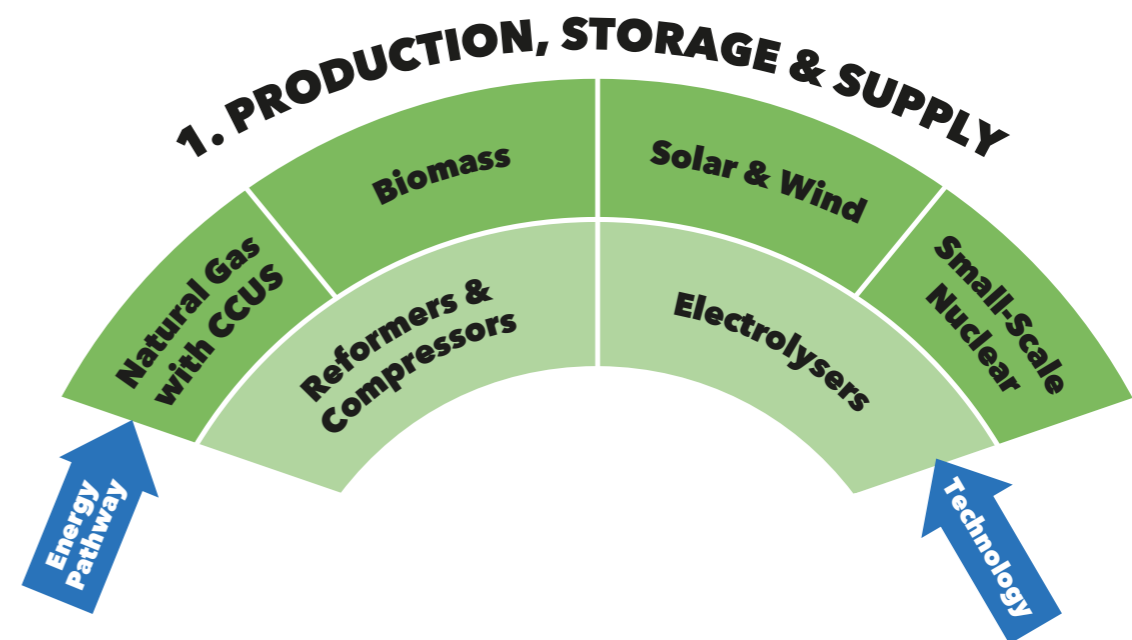 1. PRODUCTION, STORAGE & SUPPLY
Natural Gas
with CCUS
Biomass
Solar & Wind
Small-Scale
Nuclear
Reformers &
Compressors
Electrolysers
Energy
Pathway
Technology